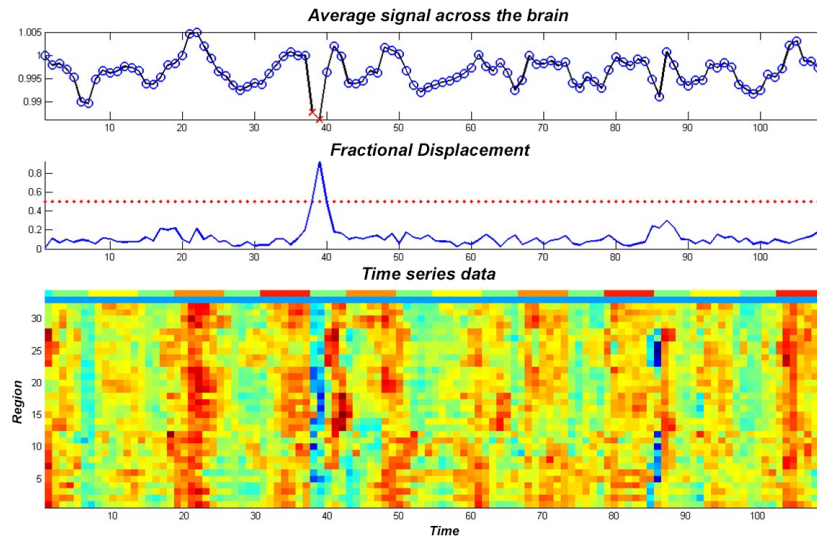 Average signal across the brain
1.005
1
0.995
0.99
10 20 30 40 50 60 70 80 90 100
Fractional Displacement
0.8
0.6
0.4
0.2
0
10 20 30 40 50 60 70 80 90 100
Time series data
Region
30
25
20
15
10
5
10 20 30 40 50 60 70 80 90 100
Time